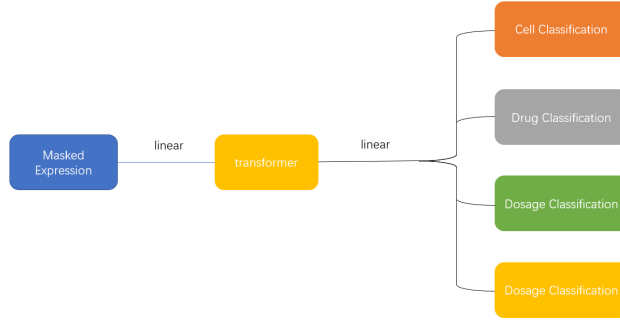 Cell Classification
Drug Classification
linear
linear
Masked
Expression
transformer
Dosage Classification
Dosage Classification